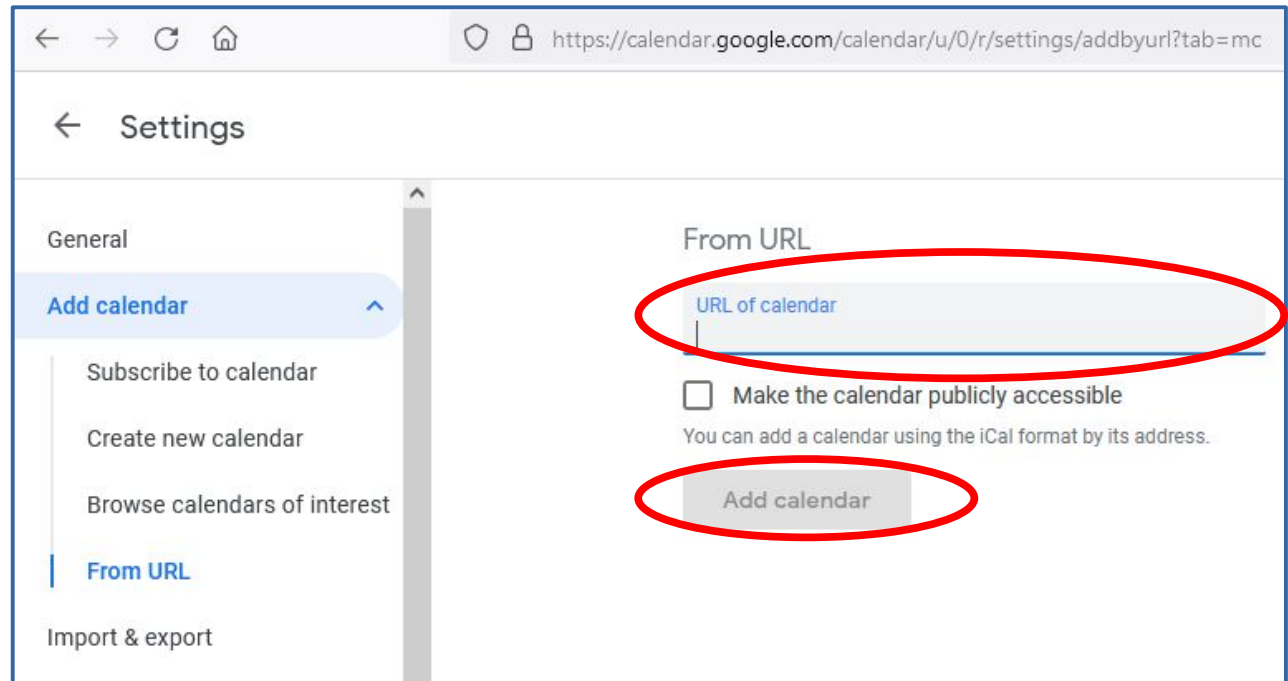 https://calendar.google.com/calendar/u/0/r/settings/addbyurl?tab=mc
Settings
General
Add calendar
Subscribe to calendar
Create new calendar
Browse calendars of interest
From URL
Import & export
From URL
URL of calendar
Make the calendar publicly accessible
You can add a calendar using the iCal format by its address.
Add calendar